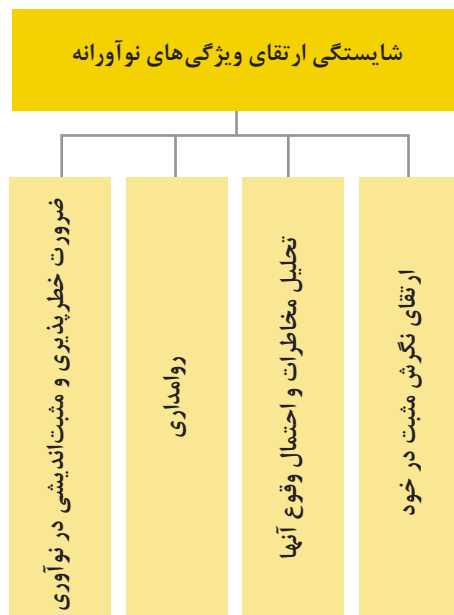 شایستگی ارتقای ویژگی‌های نوآورانه
ارتقای نگرش مثبت در خود
تحلیل مخاطرات و احتمال وقوع آنها
روامداری
ضرورت خطرپذیری و مثبت‌اندیشی در نوآوری